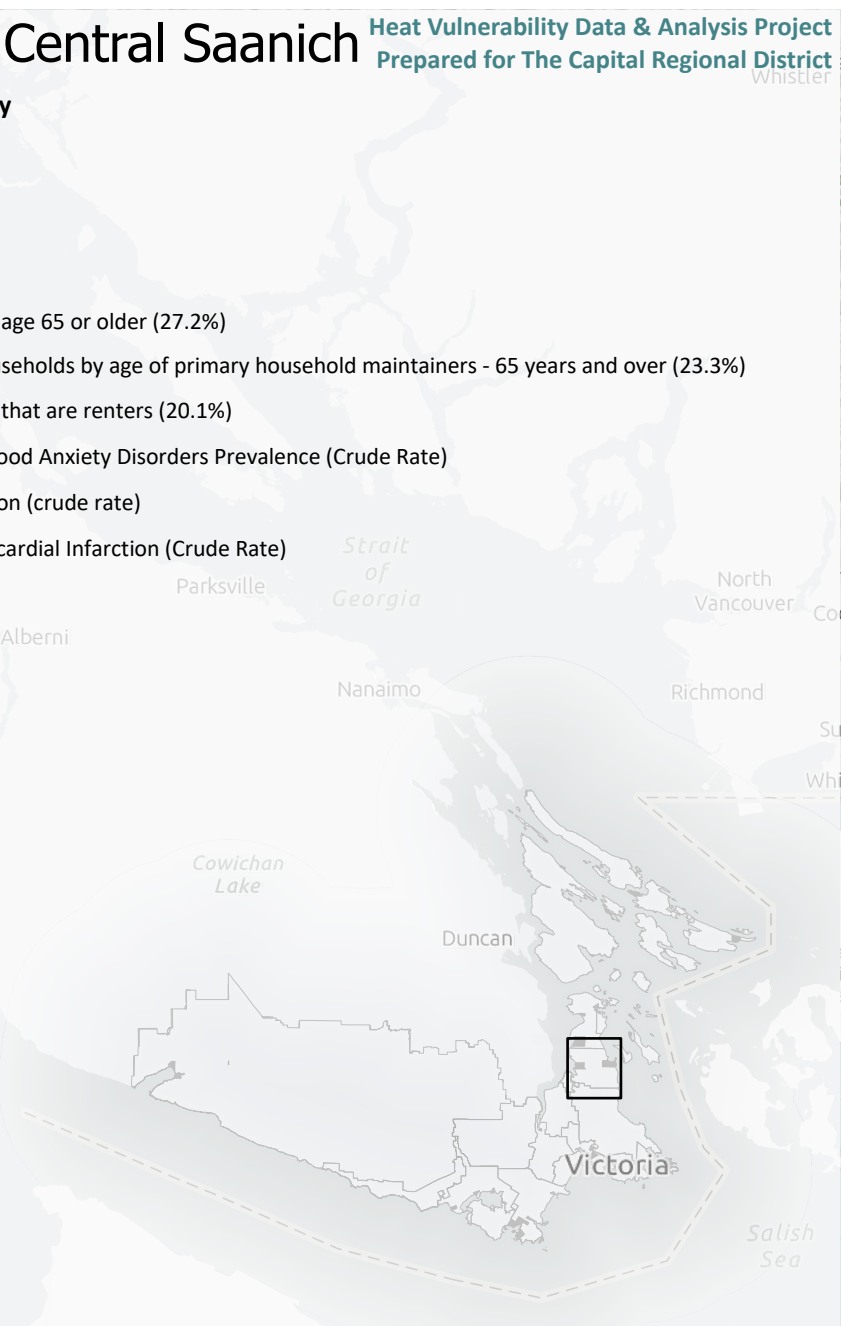 Central Saanich
Heat Vulnerability Data & Analysis Project
Prepared for The Capital Regional District
Whistler
y
age 65 or older (27.2%)
seholds by age of primary household maintainers - 65 years and over (23.3%)
that are renters (20.1%)
ood Anxiety Disorders Prevalence (Crude Rate)
on (crude rate)
cardial Infarction (Crude Rate)
Strait
of
Georgia
Parksville
North
Vancouver
Co
Alberni
Nanaimo
Richmond
Su
Whi
Cowichan
Lake
Duncan
Victoria
Salish
Sea